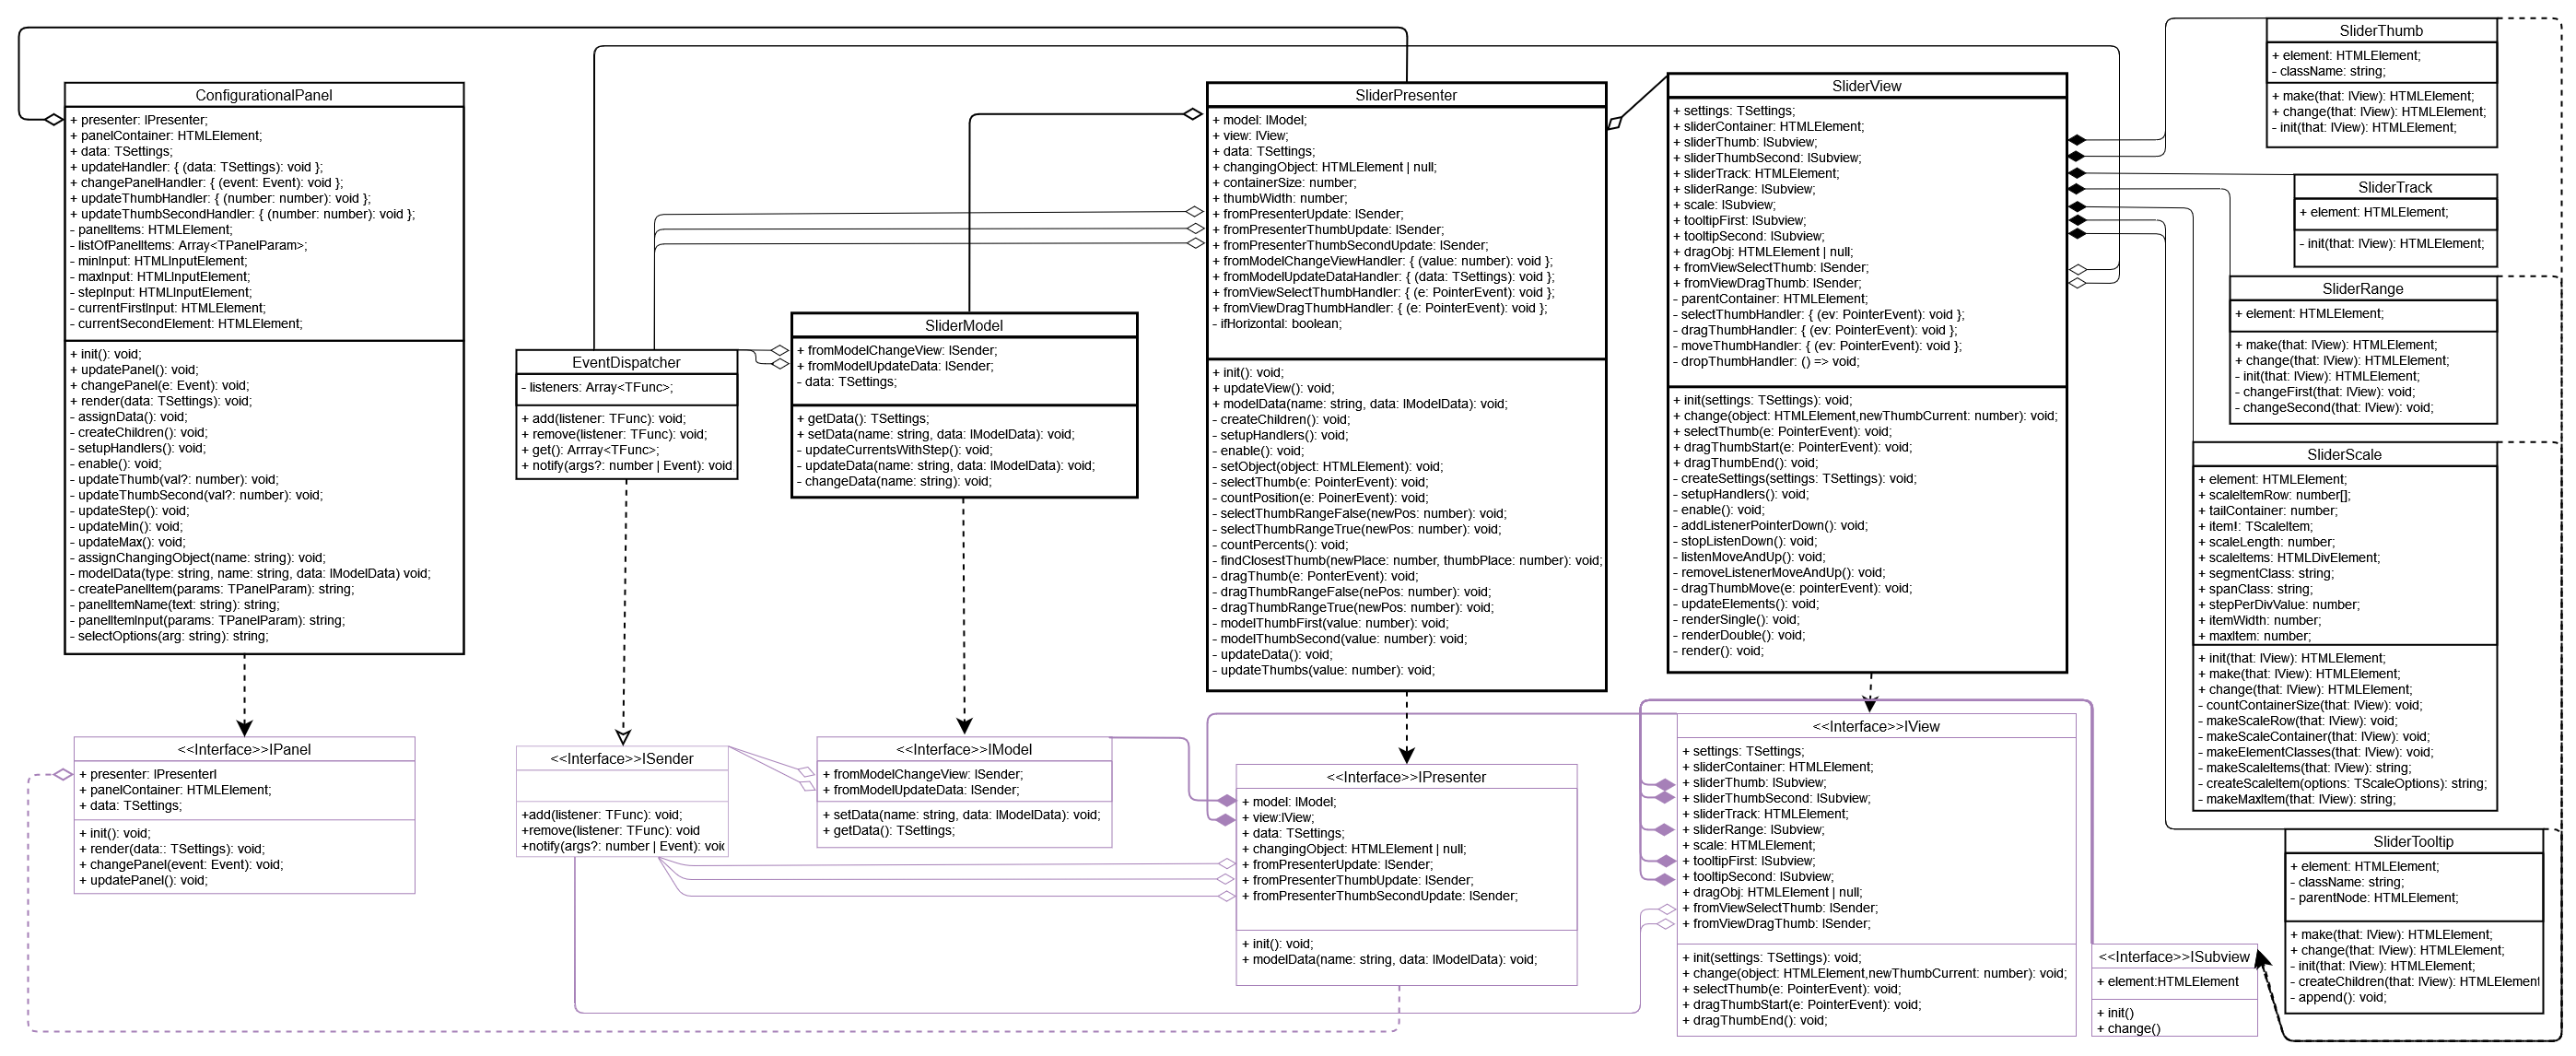 ConfigurationalPanel
+ presenter: IPresenter;
+ panelContainer: HTMLElement;
+ data: TSettings;
+ updateHandler: { (data: TSettings): void };
+ changePanelHandler: { (event: Event): void };
+ updateThumbHandler: { (number: number): void };
+ updateThumbSecondHandler: { (number: number): void };
- panelItems: HTMLElement;
- listOfPanelItems: Array<TPanelParam>;
- minInput: HTMLInputElement;
- maxInput: HTMLInputElement;
- stepInput: HTMLInputElement;
- currentFirstInput: HTMLElement;
- currentSecondElement: HTMLElement;
+ init(): void;
+ updatePanel(): void;
+ changePanel(e: Event): void;
+ render(data: TSettings): void;
- assignData(): void;
- createChildren(): void;
- setupHandlers(): void;
- enable(): void;
- updateThumb(val?: number): void;
- updateThumbSecond(val?: number): void;
- updateStep(): void;
- updateMin(): void;
- updateMax(): void;
- assignChangingObject(name: string): void;
- modelData(type: string, name: string, data: IModelData) void;
- createPanelItem(params: TPanelParam): string;
- panelItemName(text: string): string;
- panelItemInput(params: TPanelParam): string;
- selectOptions(arg: string): string;
EventDispatcher
- listeners: Array<TFunc>;
+ add(listener: TFunc): void;
+ remove(listener: TFunc): void;
+ get(): Arrray<TFunc>;
+ notify(args?: number | Event): void
SliderModel
+ fromModelChangeView: ISender;
+ fromModelUpdateData: ISender;
- data: TSettings;
+ getData(): TSettings;
+ setData(name: string, data: IModelData): void;
- updateCurrentsWithStep(): void;
- updateData(name: string, data: IModelData): void;
- changeData(name: string): void;
SliderPresenter
+ model: IModel;
+ view: IView;
+ data: TSettings;
+ changingObject: HTMLElement | null;
+ containerSize: number;
+ thumbWidth: number;
+ fromPresenterUpdate: ISender;
+ fromPresenterThumbUpdate: ISender;
+ fromPresenterThumbSecondUpdate: ISender;
+ fromModelChangeViewHandler: { (value: number): void };
+ fromModelUpdateDataHandler: { (data: TSettings): void };
+ fromViewSelectThumbHandler: { (e: PointerEvent): void };
+ fromViewDragThumbHandler: { (e: PointerEvent): void };
- ifHorizontal: boolean;
+ init(): void;
+ updateView(): void;
+ modelData(name: string, data: IModelData): void;
- createChildren(): void;
- setupHandlers(): void;
- enable(): void;
- setObject(object: HTMLElement): void;
- selectThumb(e: PointerEvent): void;
- countPosition(e: PoinerEvent): void;
- selectThumbRangeFalse(newPos: number): void;
- selectThumbRangeTrue(newPos: number): void;
- countPercents(): void;
- findClosestThumb(newPlace: number, thumbPlace: number): void;
- dragThumb(e: PonterEvent): void;
- dragThumbRangeFalse(nePos: number): void;
- dragThumbRangeTrue(newPos: number): void;
- modelThumbFirst(value: number): void;
- modelThumbSecond(value: number): void;
- updateData(): void;
- updateThumbs(value: number): void;
SliderView
+ settings: TSettings;
+ sliderContainer: HTMLElement;
+ sliderThumb: ISubview;
+ sliderThumbSecond: ISubview;
+ sliderTrack: HTMLElement;
+ sliderRange: ISubview;
+ scale: ISubview;
+ tooltipFirst: ISubview;
+ tooltipSecond: ISubview;
+ dragObj: HTMLElement | null;
+ fromViewSelectThumb: ISender;
+ fromViewDragThumb: ISender;
- parentContainer: HTMLElement;
- selectThumbHandler: { (ev: PointerEvent): void };
- dragThumbHandler: { (ev: PointerEvent): void };
- moveThumbHandler: { (ev: PointerEvent): void };
- dropThumbHandler: () => void;
+ init(settings: TSettings): void;
+ change(object: HTMLElement,newThumbCurrent: number): void;
+ selectThumb(e: PointerEvent): void;
+ dragThumbStart(e: PointerEvent): void;
+ dragThumbEnd(): void;
- createSettings(settings: TSettings): void;
- setupHandlers(): void;
- enable(): void;
- addListenerPointerDown(): void;
- stopListenDown(): void;
- listenMoveAndUp(): void;
- removeListenerMoveAndUp(): void;
- dragThumbMove(e: pointerEvent): void;
- updateElements(): void;
- renderSingle(): void;
- renderDouble(): void;
- render(): void;
SliderThumb
+ element: HTMLElement;
- className: string;
+ make(that: IView): HTMLElement;
+ change(that: IView): HTMLElement;
- init(that: IView): HTMLElement;
SliderTrack
+ element: HTMLElement;
- init(that: IView): HTMLElement;
SliderRange
+ element: HTMLElement;
+ make(that: IView): HTMLElement;
+ change(that: IView): HTMLElement;
- init(that: IView): HTMLElement;
- changeFirst(that: IView): void;
- changeSecond(that: IView): void;
SliderScale
+ element: HTMLElement;
+ scaleItemRow: number[];
+ tailContainer: number;
+ item!: TScaleItem;
+ scaleLength: number;
+ scaleItems: HTMLDivElement;
+ segmentClass: string;
+ spanClass: string;
+ stepPerDivValue: number;
+ itemWidth: number;
+ maxItem: number;
+ init(that: IView): HTMLElement;
+ make(that: IView): HTMLElement;
+ change(that: IView): HTMLElement;
- countContainerSize(that: IView): void;
- makeScaleRow(that: IView): void;
- makeScaleContainer(that: IView): void;
- makeElementClasses(that: IView): void;
- makeScaleItems(that: IView): string;
- createScaleItem(options: TScaleOptions): string;
- makeMaxItem(that: IView): string;
SliderTooltip
+ element: HTMLElement;
- className: string;
- parentNode: HTMLElement;
+ make(that: IView): HTMLElement;
+ change(that: IView): HTMLElement;
- init(that: IView): HTMLElement;
- createChildren(that: IView): HTMLElement
- append(): void;
<<Interface>>IPanel
+ presenter: IPresenterI
+ panelContainer: HTMLElement;
+ data: TSettings;
+ init(): void;
+ render(data:: TSettings): void;
+ changePanel(event: Event): void;
+ updatePanel(): void;
<<Interface>>ISender
+add(listener: TFunc): void;
+remove(listener: TFunc): void
+notify(args?: number | Event): void
<<Interface>>IModel
+ fromModelChangeView: ISender;
+ fromModelUpdateData: ISender;
+ setData(name: string, data: IModelData): void;
+ getData(): TSettings;
<<Interface>>IPresenter
+ model: IModel;
+ view:IView;
+ data: TSettings;
+ changingObject: HTMLElement | null;
+ fromPresenterUpdate: ISender;
+ fromPresenterThumbUpdate: ISender;
+ fromPresenterThumbSecondUpdate: ISender;
+ init(): void;
+ modelData(name: string, data: IModelData): void;
<<Interface>>IView
+ settings: TSettings;
+ sliderContainer: HTMLElement;
+ sliderThumb: ISubview;
+ sliderThumbSecond: ISubview;
+ sliderTrack: HTMLElement;
+ sliderRange: ISubview;
+ scale: HTMLElement;
+ tooltipFirst: ISubview;
+ tooltipSecond: ISubview;
+ dragObj: HTMLElement | null;
+ fromViewSelectThumb: ISender;
+ fromViewDragThumb: ISender;
+ init(settings: TSettings): void;
+ change(object: HTMLElement,newThumbCurrent: number): void;
+ selectThumb(e: PointerEvent): void;
+ dragThumbStart(e: PointerEvent): void;
+ dragThumbEnd(): void;
<<Interface>>ISubview
+ element:HTMLElement
+ init()
+ change()